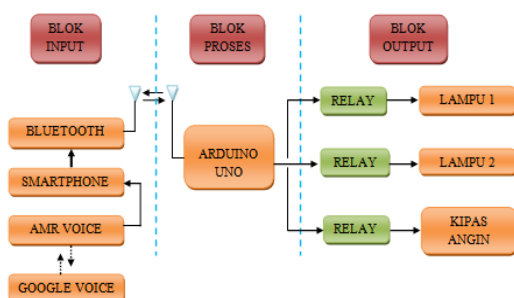 BLOK
INPUT
BLOK
PROSES
BLOK
OUTPUT
BLUETOOTH
SMARTPHONE
AMR VOICE
GOOGLE VOICE
ARDUINO
UNO
RELAY
LAMPU 1
RELAY
LAMPU 2
RELAY
KIPAS
ANGIN